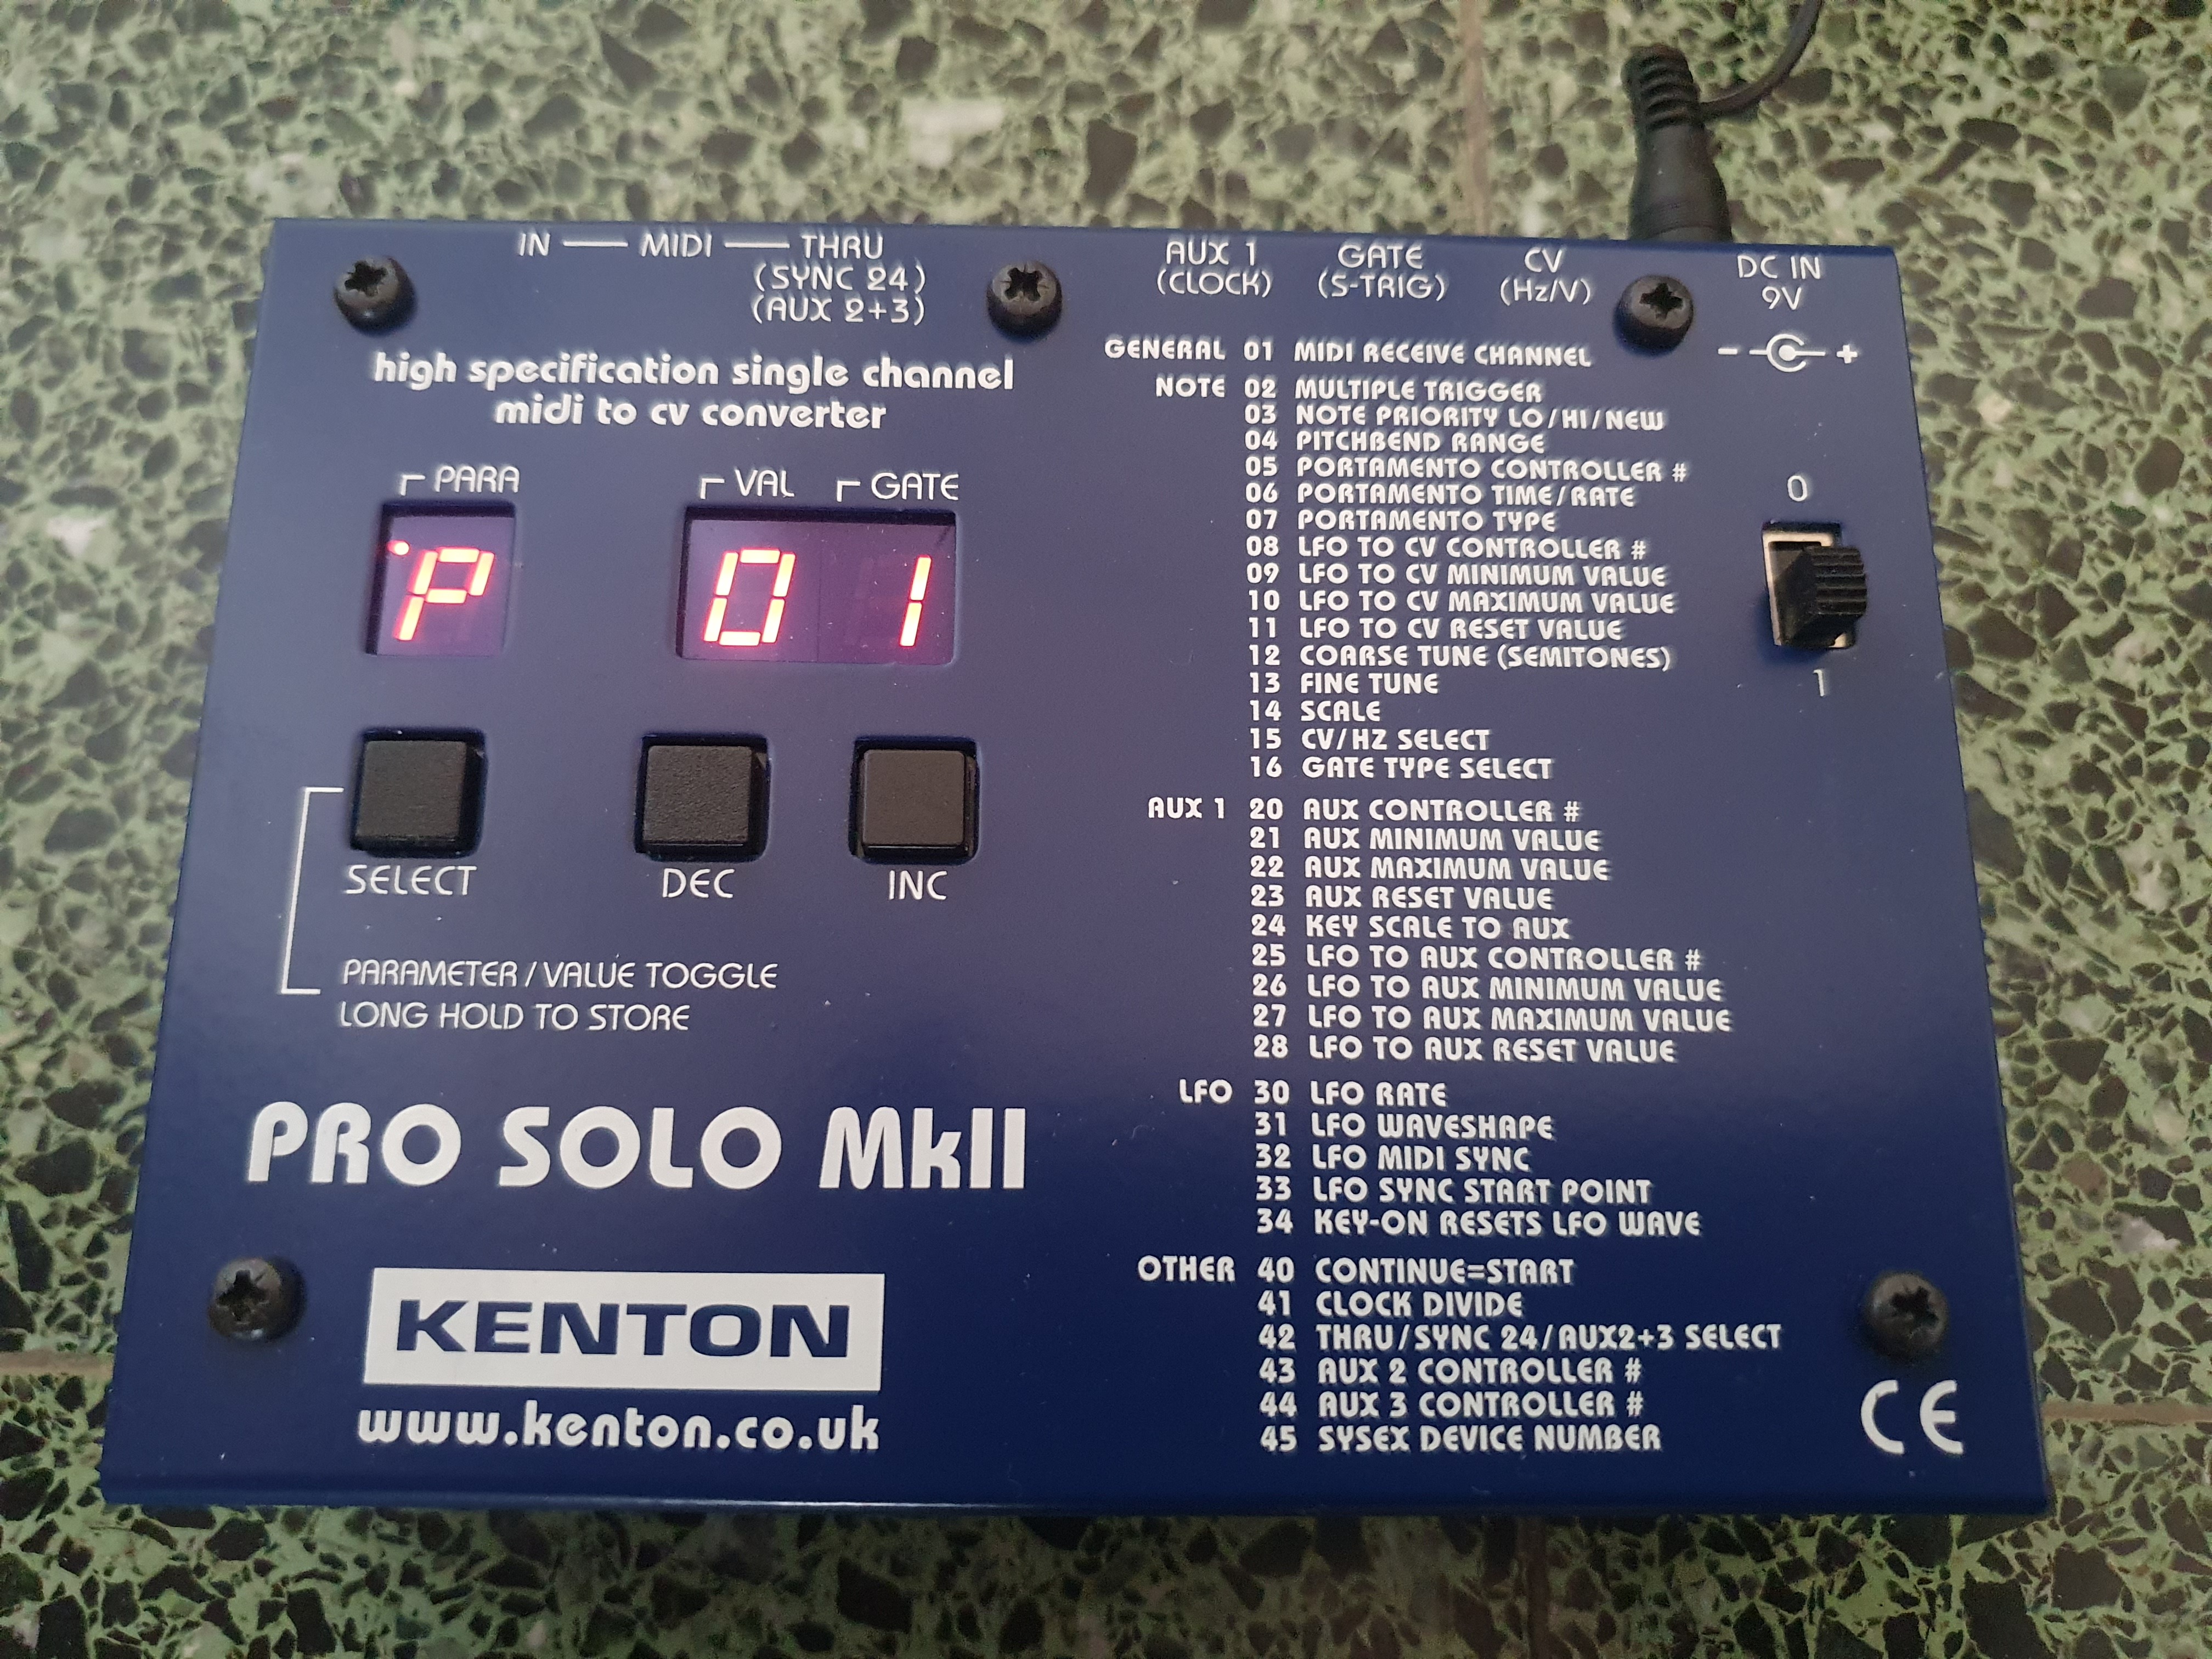 IN — MIDI — THRU
(SYNC 24)
(AUX 2+3)
AUX 1
(CLOCK)
GATE
(S-TRIG)
CV
(Hz/V)
DC IN
9V
- +
high specification single channel
midi to cv converter
PARA
VAL
GATE
P 01
SELECT
DEC
INC
PARAMETER/VALUE TOGGLE
LONG HOLD TO STORE
PRO SOLO MkII
KENTON
www.kenton.co.uk
GENERAL 01 MIDI RECEIVE CHANNEL
NOTE 02 MULTIPLE TRIGGER
03 NOTE PRIORITY LO/HI/NEW
04 PITCHBEND RANGE
05 PORTAMENTO CONTROLLER #
06 PORTAMENTO TIME/RATE
07 PORTAMENTO TYPE
08 LFO TO CV CONTROLLER #
09 LFO TO CV MINIMUM VALUE
10 LFO TO CV MAXIMUM VALUE
11 LFO TO CV RESET VALUE
12 COARSE TUNE (SEMITONES)
13 FINE TUNE
14 SCALE
15 CV/HZ SELECT
16 GATE TYPE SELECT
AUX 1 20 AUX CONTROLLER #
21 AUX MINIMUM VALUE
22 AUX MAXIMUM VALUE
23 AUX RESET VALUE
24 KEY SCALE TO AUX
25 LFO TO AUX CONTROLLER #
26 LFO TO AUX MINIMUM VALUE
27 LFO TO AUX MAXIMUM VALUE
28 LFO TO AUX RESET VALUE
LFO 30 LFO RATE
31 LFO WAVESHAPE
32 LFO MIDI SYNC
33 LFO SYNC START POINT
34 KEY-ON RESETS LFO WAVE
OTHER 40 CONTINUE=START
41 CLOCK DIVIDE
42 THRU/SYNC 24/AUX2+3 SELECT
43 AUX 2 CONTROLLER #
44 AUX 3 CONTROLLER #
45 SYSEX DEVICE NUMBER
0
1
CE